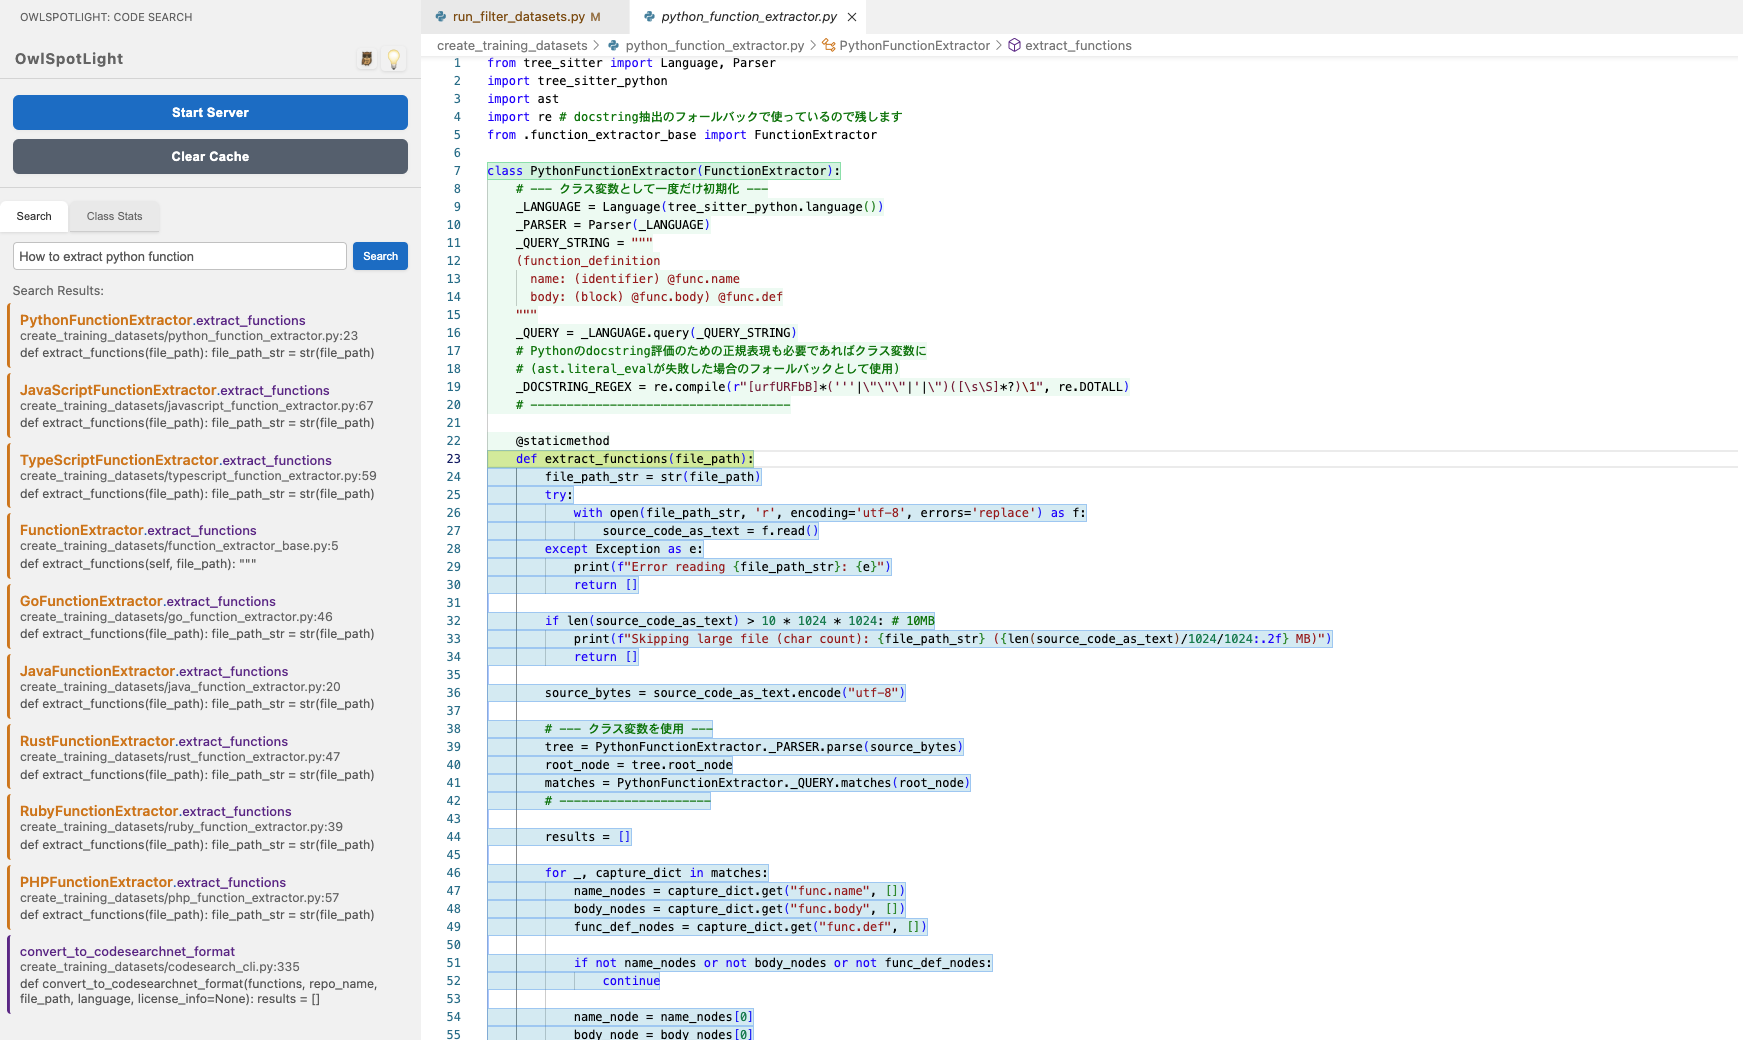 OWLSPOTLIGHT: CODE SEARCH
OwlSpotLight
Start Server
Clear Cache
Search
Class Stats
How to extract python function
Search
Search Results:
PythonFunctionExtractor.extract_functions
create_training_datasets/python_function_extractor.py:23
def extract_functions(file_path): file_path_str = str(file_path)
JavaScriptFunctionExtractor.extract_functions
create_training_datasets/javascript_function_extractor.py:67
def extract_functions(file_path): file_path_str = str(file_path)
TypeScriptFunctionExtractor.extract_functions
create_training_datasets/typescript_function_extractor.py:59
def extract_functions(file_path): file_path_str = str(file_path)
FunctionExtractor.extract_functions
create_training_datasets/function_extractor_base.py:5
def extract_functions(self, file_path): """
GoFunctionExtractor.extract_functions
create_training_datasets/go_function_extractor.py:46
def extract_functions(file_path): file_path_str = str(file_path)
JavaFunctionExtractor.extract_functions
create_training_datasets/java_function_extractor.py:20
def extract_functions(file_path): file_path_str = str(file_path)
RustFunctionExtractor.extract_functions
create_training_datasets/rust_function_extractor.py:47
def extract_functions(file_path): file_path_str = str(file_path)
RubyFunctionExtractor.extract_functions
create_training_datasets/ruby_function_extractor.py:39
def extract_functions(file_path): file_path_str = str(file_path)
PHPFunctionExtractor.extract_functions
create_training_datasets/php_function_extractor.py:57
def extract_functions(file_path): file_path_str = str(file_path)
convert_to_codesearchnet_format
create_training_datasets/codesearch_cli.py:335
def convert_to_codesearchnet_format(functions, repo_name,
file_path, language, license_info=None): results = []
run_filter_datasets.py M
python_function_extractor.py
create_training_datasets > python_function_extractor.py > PythonFunctionExtractor > extract_functions
1 from tree_sitter import Language, Parser
2 import tree_sitter_python
3 import ast
4 import re # docstring抽出のフォールバックで使っているので残します
5 from .function_extractor_base import FunctionExtractor
6
7 class PythonFunctionExtractor(FunctionExtractor):
8     # --- クラス変数として一度だけ初期化 ---
9     _LANGUAGE = Language(tree_sitter_python.language())
10     _PARSER = Parser(_LANGUAGE)
11     _QUERY_STRING = """
12     (function_definition
13       name: (identifier) @func.name
14       body: (block) @func.body) @func.def
15     """
16     _QUERY = _LANGUAGE.query(_QUERY_STRING)
17     # Pythonのdocstring評価のための正規表現も必要であればクラス変数に
18     # (ast.literal_evalが失敗した場合のフォールバックとして使用)
19     _DOCSTRING_REGEX = re.compile(r"[urfURFbB]*('''|\"\"\"|'|\")([\s\S]*?)\1", re.DOTALL)
20     # ------------------------------------
21
22     @staticmethod
23     def extract_functions(file_path):
24         file_path_str = str(file_path)
25         try:
26             with open(file_path_str, 'r', encoding='utf-8', errors='replace') as f:
27                 source_code_as_text = f.read()
28         except Exception as e:
29             print(f"Error reading {file_path_str}: {e}")
30             return []
31
32         if len(source_code_as_text) > 10 * 1024 * 1024: # 10MB
33             print(f"Skipping large file (char count): {file_path_str} ({len(source_code_as_text)/1024/1024:.2f} MB)")
34             return []
35
36         source_bytes = source_code_as_text.encode("utf-8")
37
38         # --- クラス変数を使用 ---
39         tree = PythonFunctionExtractor._PARSER.parse(source_bytes)
40         root_node = tree.root_node
41         matches = PythonFunctionExtractor._QUERY.matches(root_node)
42         # ---------------------
43
44         results = []
45
46         for _, capture_dict in matches:
47             name_nodes = capture_dict.get("func.name", [])
48             body_nodes = capture_dict.get("func.body", [])
49             func_def_nodes = capture_dict.get("func.def", [])
50
51             if not name_nodes or not body_nodes or not func_def_nodes:
52                 continue
53
54             name_node = name_nodes[0]
55             body_node = body_nodes[0]